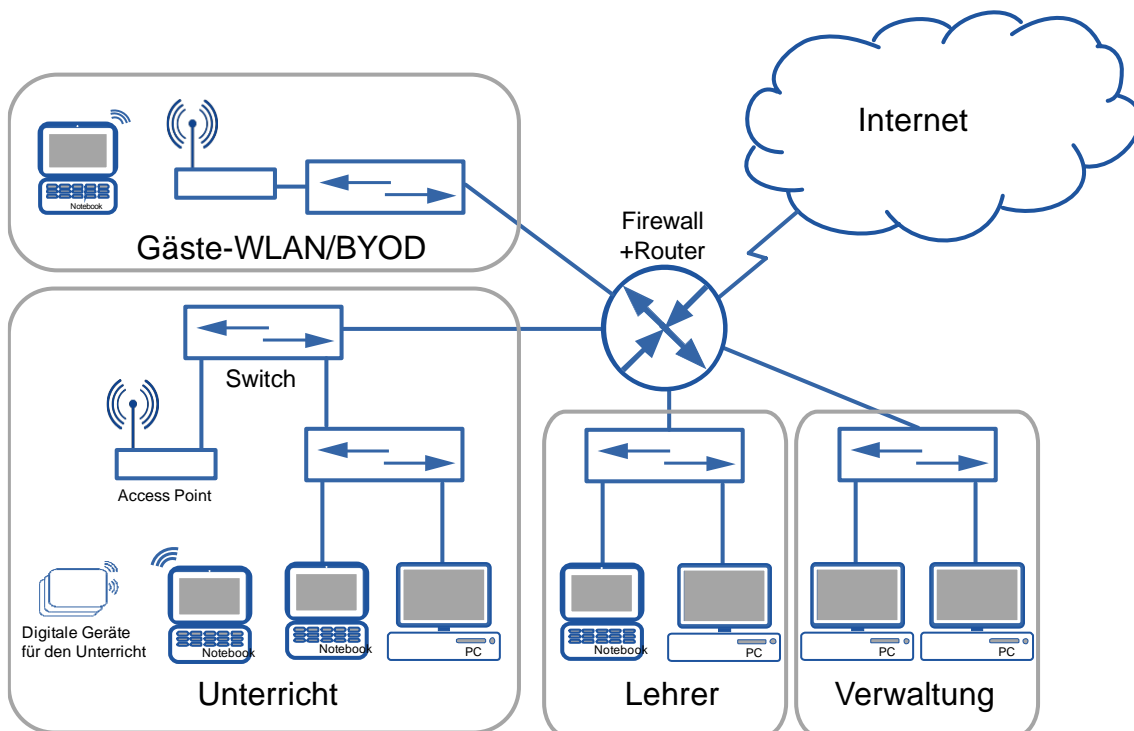 Internet
Notebook
Gäste-WLAN/BYOD
Firewall
+Router
Switch
Access Point
Digitale Geräte
für den Unterricht
Notebook
Notebook
PC
Unterricht
Notebook
PC
Lehrer
PC
PC
Verwaltung